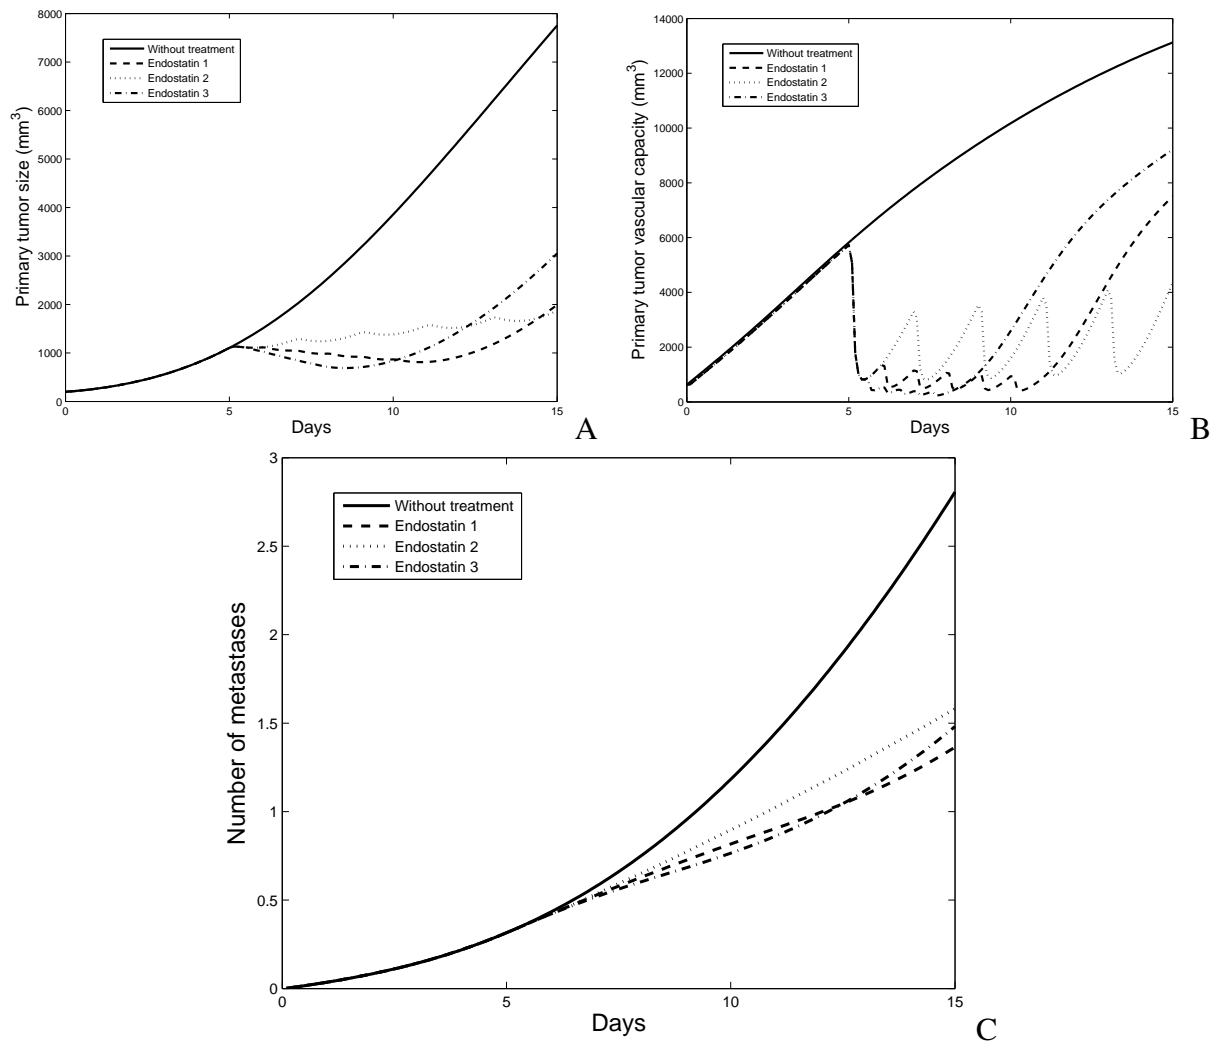 8000
7000
6000
5000
4000
3000
2000
1000
0
0 5 10 15
Primary tumor size (mm3)
Days
Without treatment
Endostatin 1
Endostatin 2
Endostatin 3
A
14000
12000
10000
8000
6000
4000
2000
0
0 5 10 15
Primary tumor vascular capacity (mm3)
Days
Without treatment
Endostatin 1
Endostatin 2
Endostatin 3
B
3
2.5
2
1.5
1
0.5
0
0 5 10 15
Number of metastases
Days
Without treatment
Endostatin 1
Endostatin 2
Endostatin 3
C